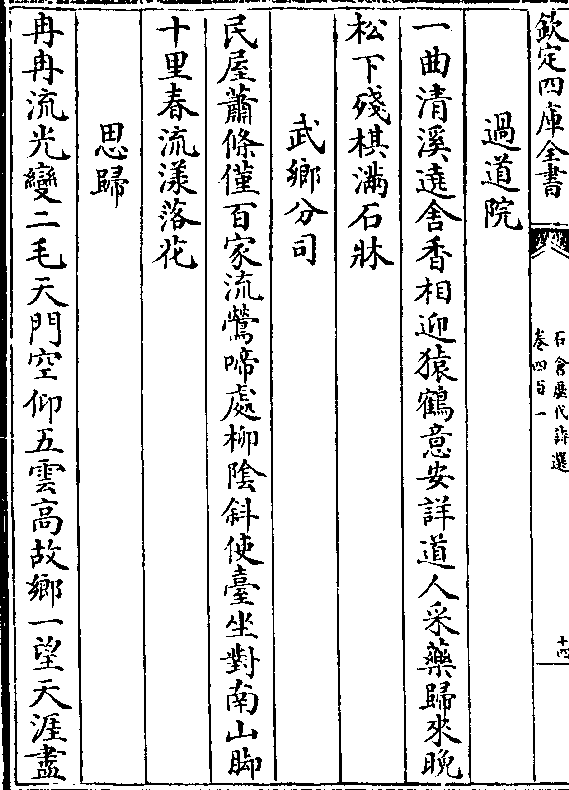 欽定四庫全書
石倉歷代詩選
卷四百一
十四
過道院
一曲清溪遶舍香相迎猿鶴意安詳道人采藥歸來晚
松下殘棋滿石牀
武鄉分司
民屋蕭條僅百家流鶯啼處柳陰斜使臺坐對南山脚
十里春流漾落花
思歸
冉冉流光變二毛天門空仰五雲高故鄉一望天涯盡